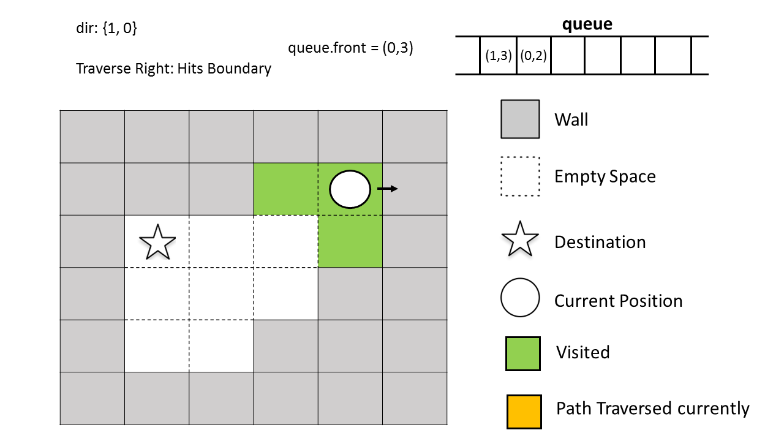 dir: {1, 0}
queue.front = (0,3)
Traverse Right: Hits Boundary
queue
(1,3) (0,2)
Wall
Empty Space
Destination
Current Position
Visited
Path Traversed currently